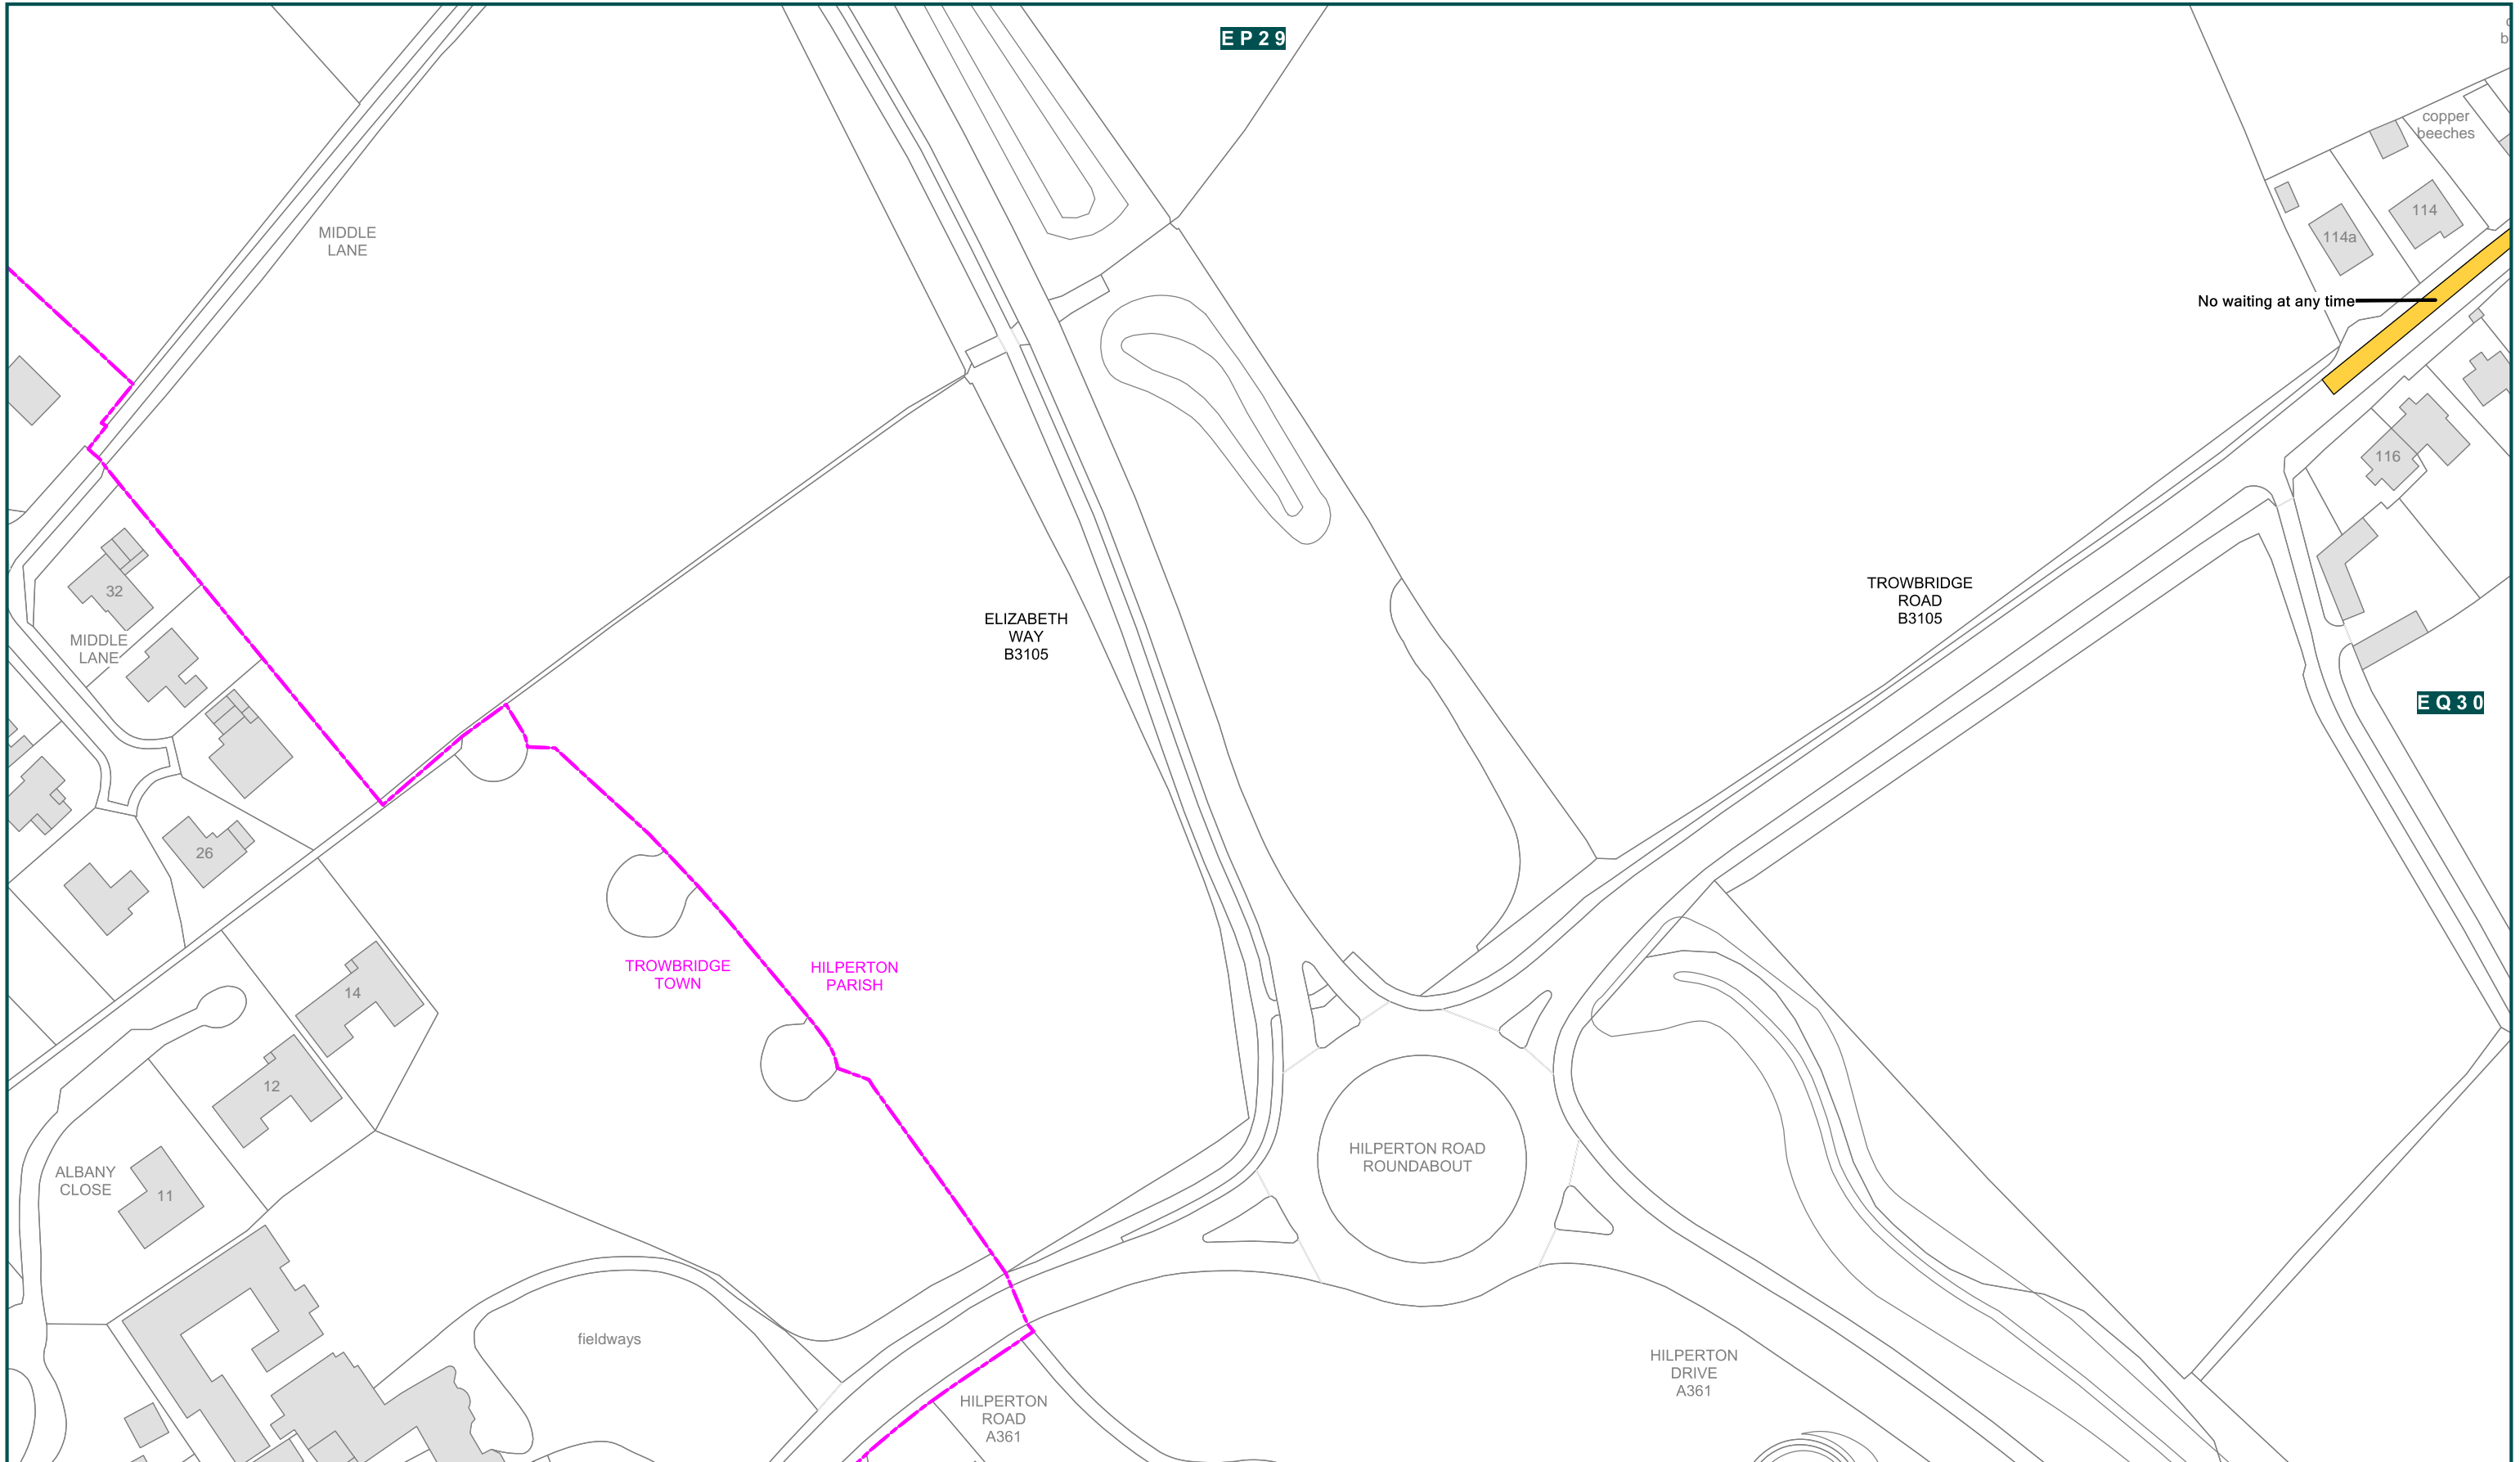 EP29
copper
beeches
114
114a
MIDDLE
LANE
No waiting at any time
116
32
MIDDLE
LANE
ELIZABETH
WAY
B3105
TROWBRIDGE
ROAD
B3105
EQ30
26
TROWBRIDGE
TOWN
HILPERTON
PARISH
14
12
ALBANY
CLOSE
11
HILPERTON ROAD
ROUNDABOUT
fieldways
HILPERTON
DRIVE
A361
HILPERTON
ROAD
A361